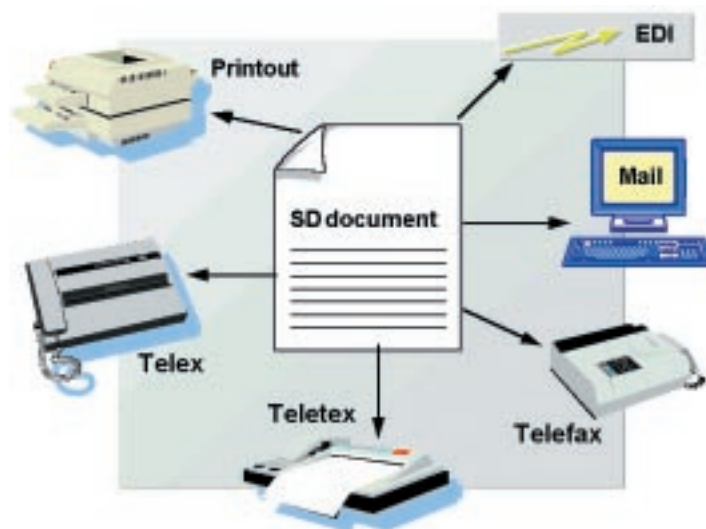 EDI
Printout
Mail
SD document
Telex
Teletex
Telefax